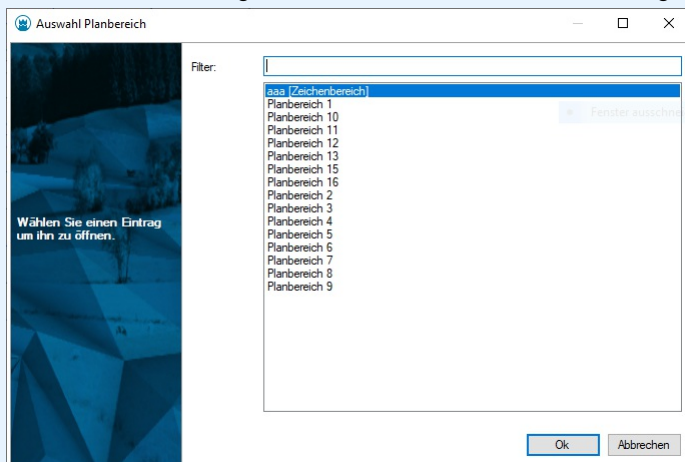 Auswahl Planbereich
Filter:
aaa [Zeichenbereich]
Planbereich 1
Planbereich 10
Planbereich 11
Planbereich 12
Planbereich 13
Planbereich 15
Planbereich 16
Planbereich 2
Planbereich 3
Planbereich 4
Planbereich 5
Planbereich 6
Planbereich 7
Planbereich 8
Planbereich 9
Fenster ausschne
Wählen Sie einen Eintrag
um ihn zu öffnen.
Ok
Abbrechen